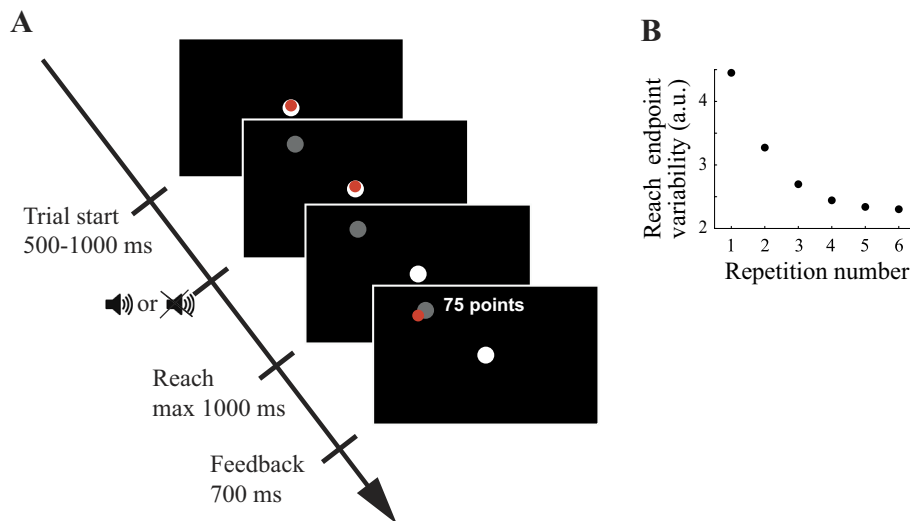 A
Trial start
500-1000 ms
or
Reach
max 1000 ms
Feedback
700 ms
75 points
B
Reach endpoint
variability (a.u.)
4
3
2
1 2 3 4 5 6
Repetition number